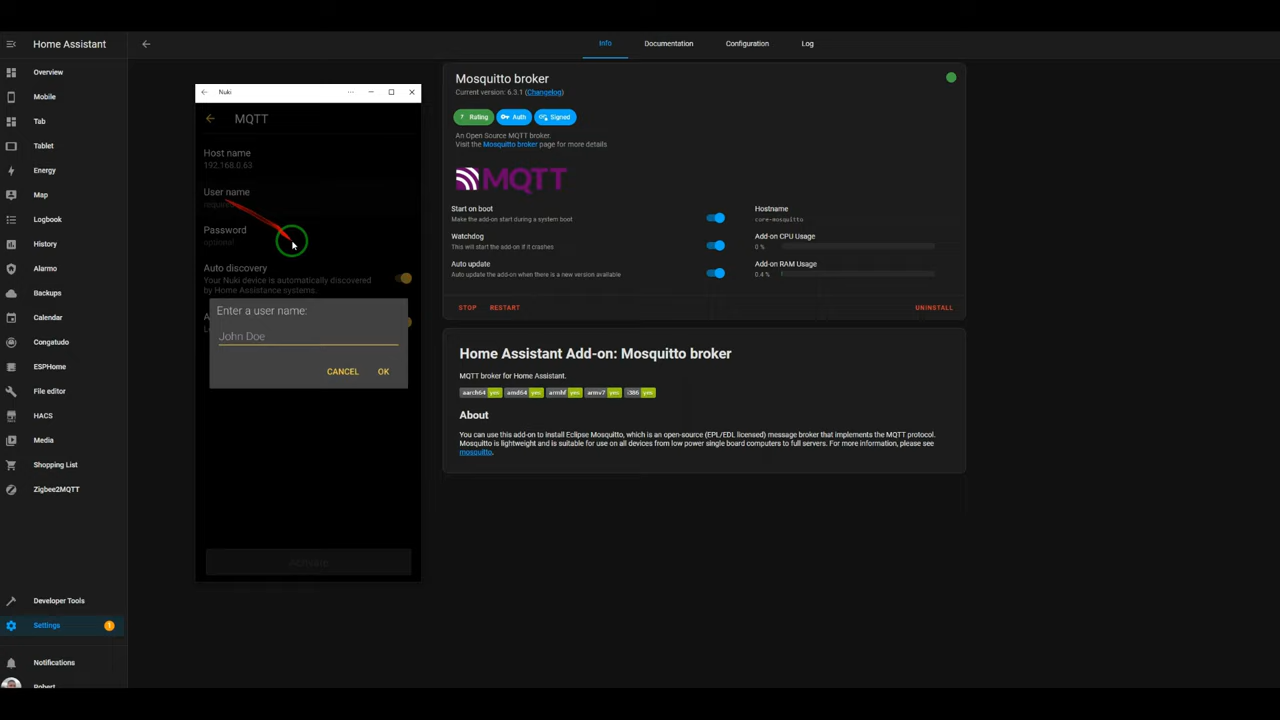 Home Assistant
Overview
Mobile
Tab
Tablet
Energy
Map
Logbook
History
Alarmo
Backups
Calendar
Congatudo
ESPHome
File editor
HACS
Media
Shopping List
Zigbee2MQTT
Developer Tools
Settings
1
Notifications
Robert
Info
Documentation
Configuration
Log
Nuki
MQTT
Host name
192.168.0.63
User name
Password
optional
Auto discovery
Your Nuki device is automatically discovered
by Home Assistance systems.
Enter a user name:
John Doe
CANCEL
OK
Activate
Mosquitto broker
Current version: 6.3.1 (Changelog)
Rating
Auth
Signed
An Open Source MQTT broker.
Visit the Mosquitto broker page for more details
MQTT
Start on boot
Make the add-on start during a system boot
Watchdog
This will start the add-on if it crashes
Auto update
Auto update the add-on when there is a new version available
Hostname
core-mosquitto
Add-on CPU Usage
0 %
Add-on RAM Usage
0.4 %
STOP
RESTART
UNINSTALL
Home Assistant Add-on: Mosquitto broker
MQTT broker for Home Assistant.
aarch64 yes amd64 yes armhf yes armv7 yes i386 yes
About
You can use this add-on to install Eclipse Mosquitto, which is an open-source (EPL/EDL licensed) message broker that implements the MQTT protocol.
Mosquitto is lightweight and is suitable for use on all devices from low power single board computers to full servers. For more information, please see
mosquitto.